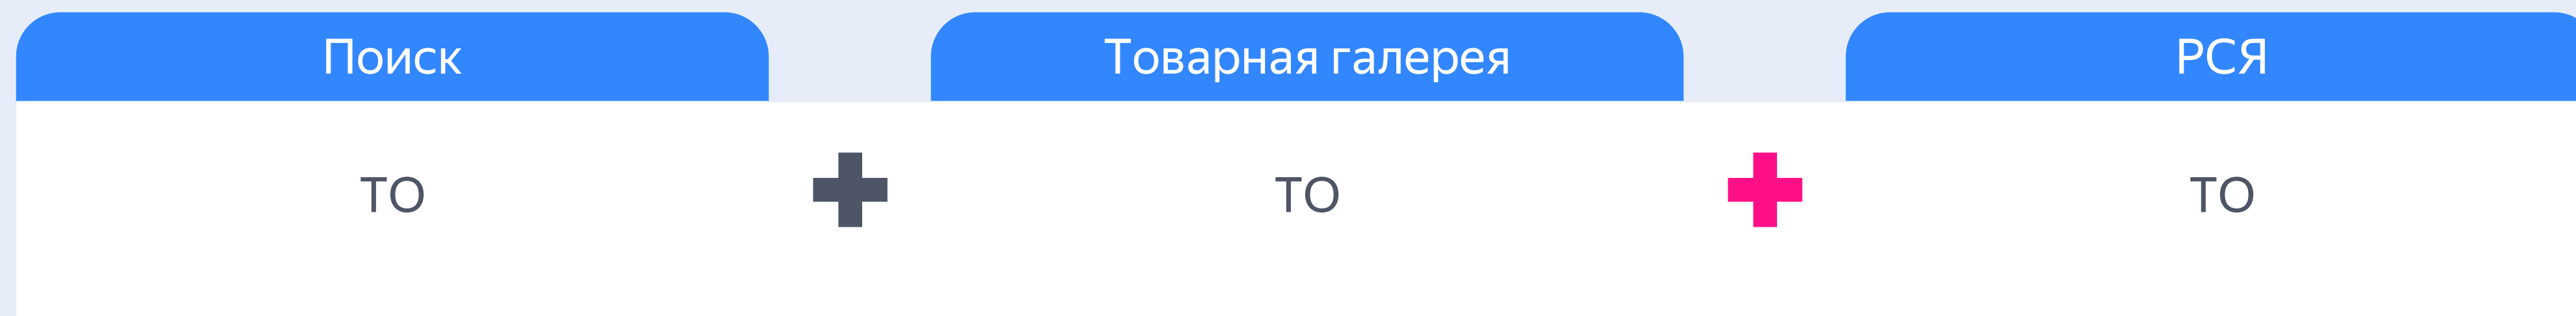 Поиск
Товарная галерея
РСЯ
ТО
ТО
ТО